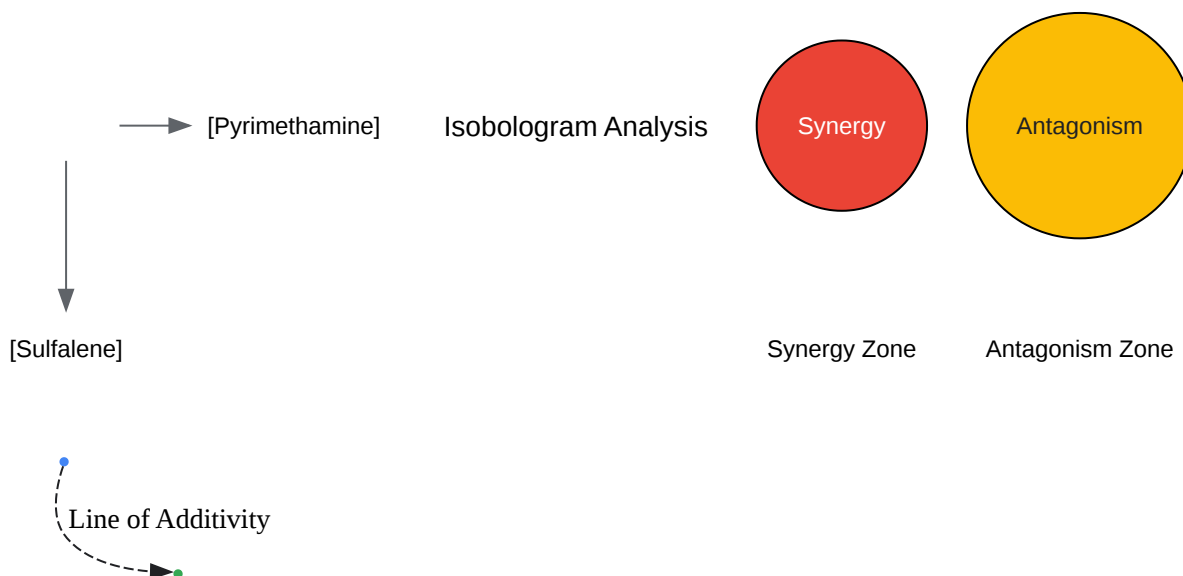 [Pyrimethamine]
Isobologram Analysis
Synergy
Antagonism
[Sulfalene]
Synergy Zone
Antagonism Zone
Line of Additivity